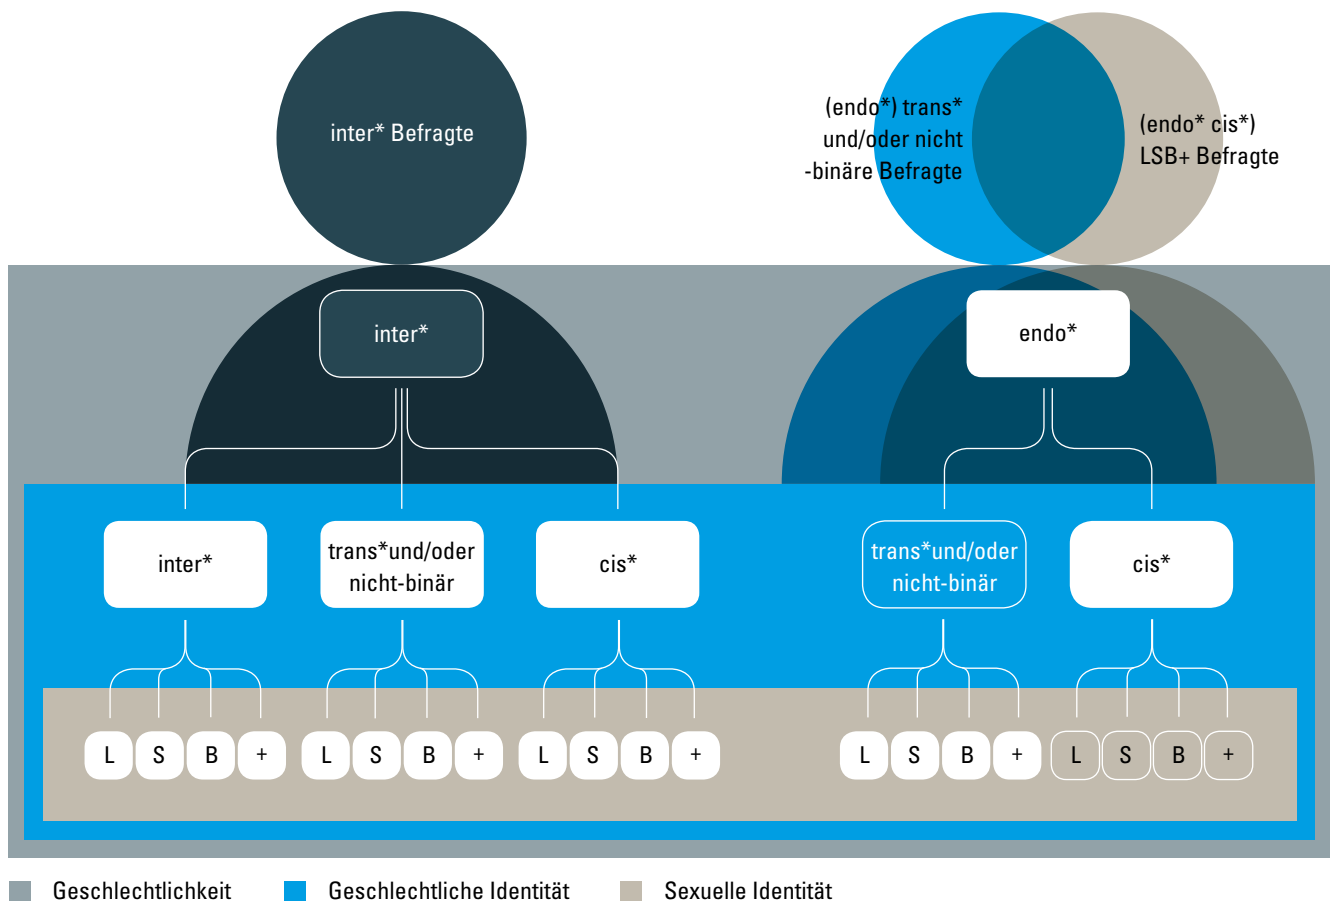 inter* Befragte
(endo*) trans*
und/oder nicht
-binäre Befragte
(endo* cis*)
LSB+ Befragte
inter*
endo*
inter*
trans*und/oder
nicht-binär
cis*
trans*und/oder
nicht-binär
cis*
L S B + L S B + L S B + L S B + L S B +
Geschlechtlichkeit Geschlechtliche Identität Sexuelle Identität